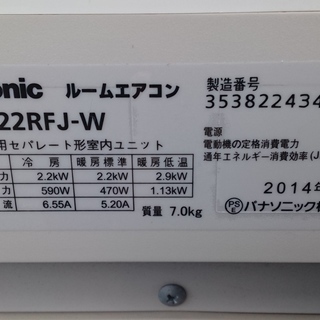 onic ルームエアコン
22RFJ-W
用セパレート形室内ユニット
冷房 暖房標準 暖房低温
力 2.2kW 2.2kW 2.9kW
力 590W 470W 1.13kW
流 6.55A 5.20A
質量 7.0kg
製造番号
353822434
電源
電動機の定格消費電力
通年エネルギー消費効率(J
PS E
2014年
パナソニック株